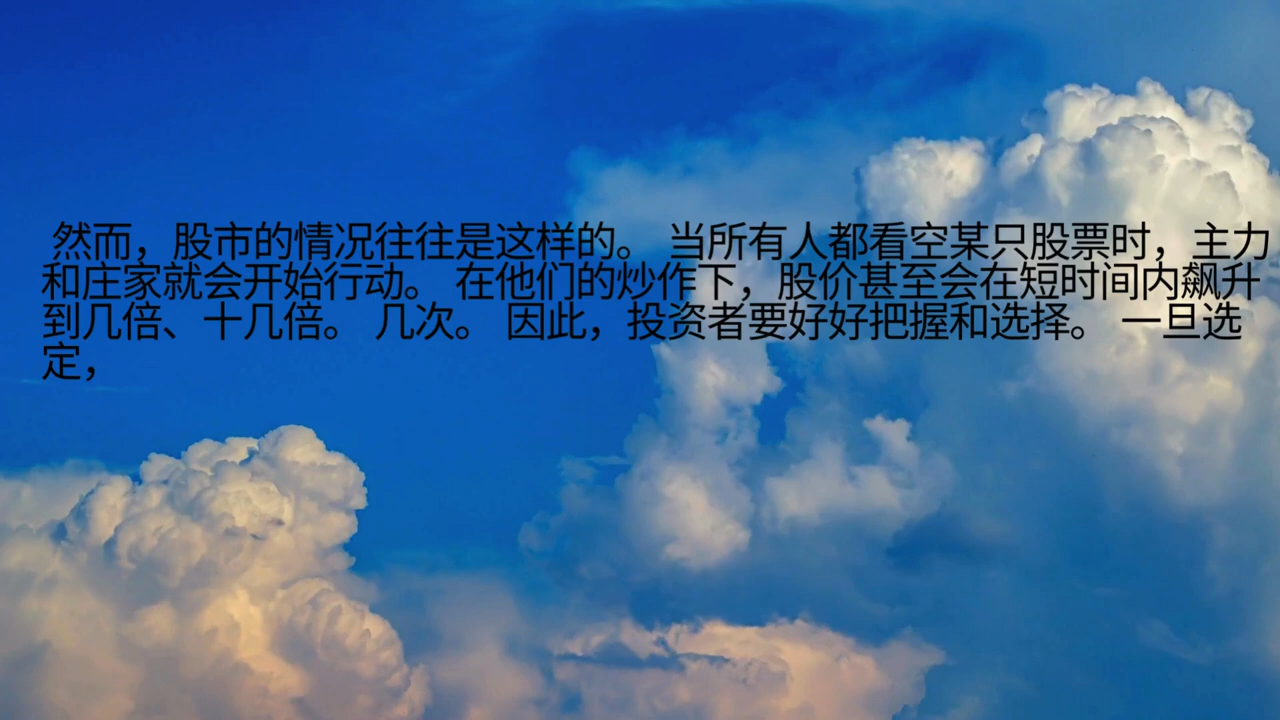 然而，股市的情况往往是这样的。 当所有人都看空某只股票时，主力
和庄家就会开始行动。 在他们的炒作下，股价甚至会在短时间内飙升
到几倍、十几倍。 几次。 因此，投资者要好好把握和选择。 一旦选
定，